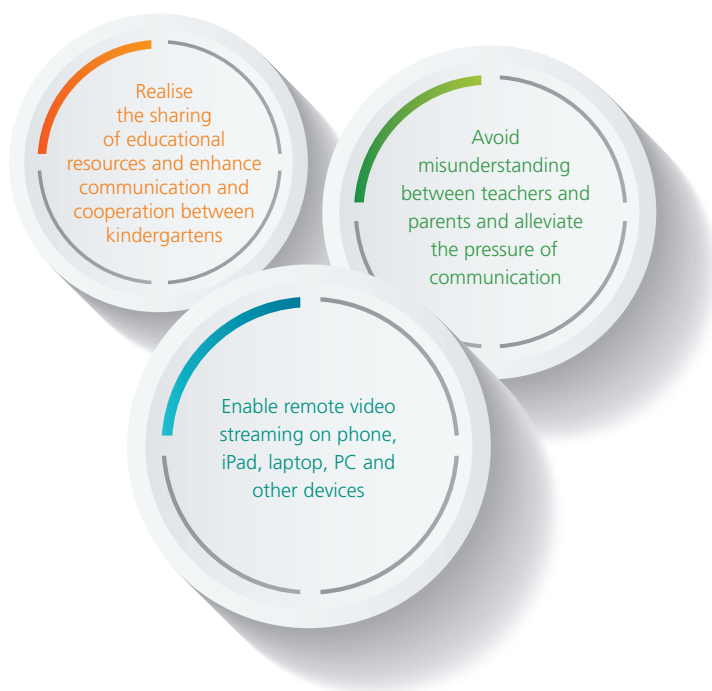 Realise
the sharing
of educational
resources and enhance
communication and
cooperation between
kindergartens
Avoid
misunderstanding
between teachers and
parents and alleviate
the pressure of
communication
Enable remote video
streaming on phone,
iPad, laptop, PC and
other devices